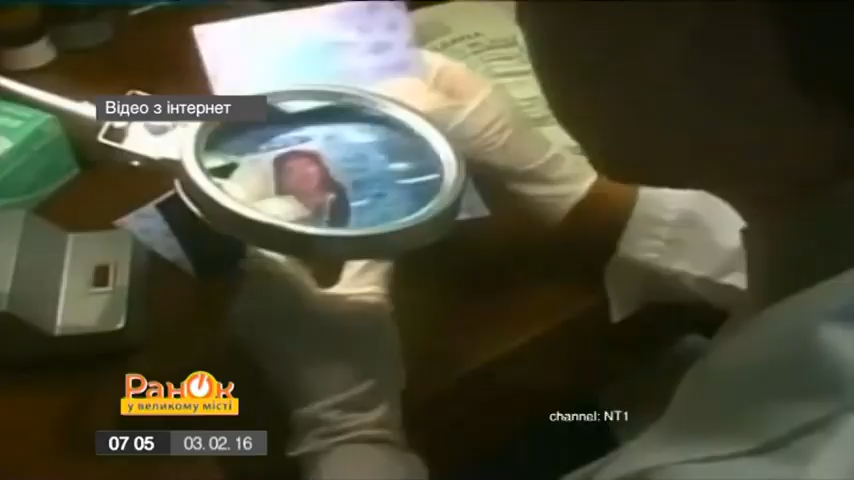 Відео з інтернет
Ранок
у великому місті
channel: NT1
07 05 03. 02. 16